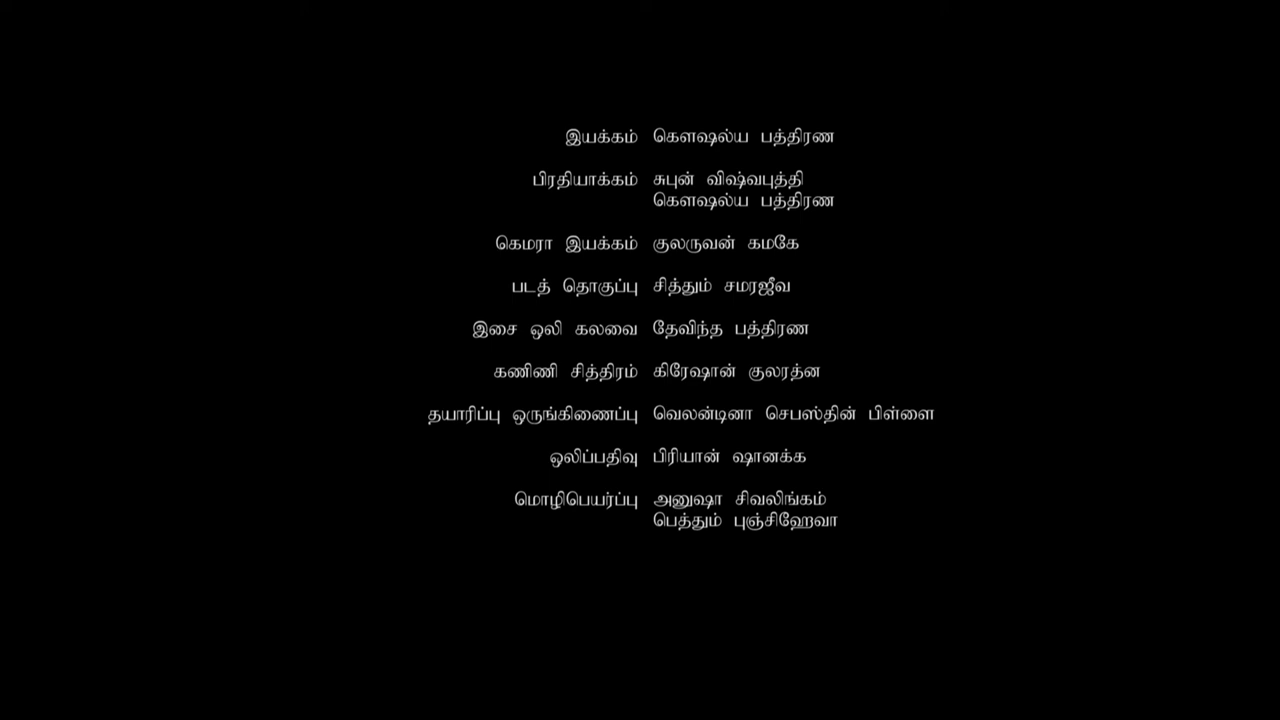 இயக்கம் கௌஷல்ய பத்திரண
பிரதியாக்கம் சுபுன் விஷ்வபுத்தி
கௌஷல்ய பத்திரண
கெமரா இயக்கம் குலருவன் கமகே
படத் தொகுப்பு சித்தும் சமரஜீவ
இசை ஒலி கலவை தேவிந்த பத்திரண
கணிணி சித்திரம் கிரேஷான் குலரத்ன
தயாரிப்பு ஒருங்கிணைப்பு வெலன்டினா செபஸ்தின் பிள்ளை
ஒலிப்பதிவு பிரியான் ஷானக்க
மொழிபெயர்ப்பு அனுஷா சிவலிங்கம்
பெத்தும் புஞ்சிஹேவா